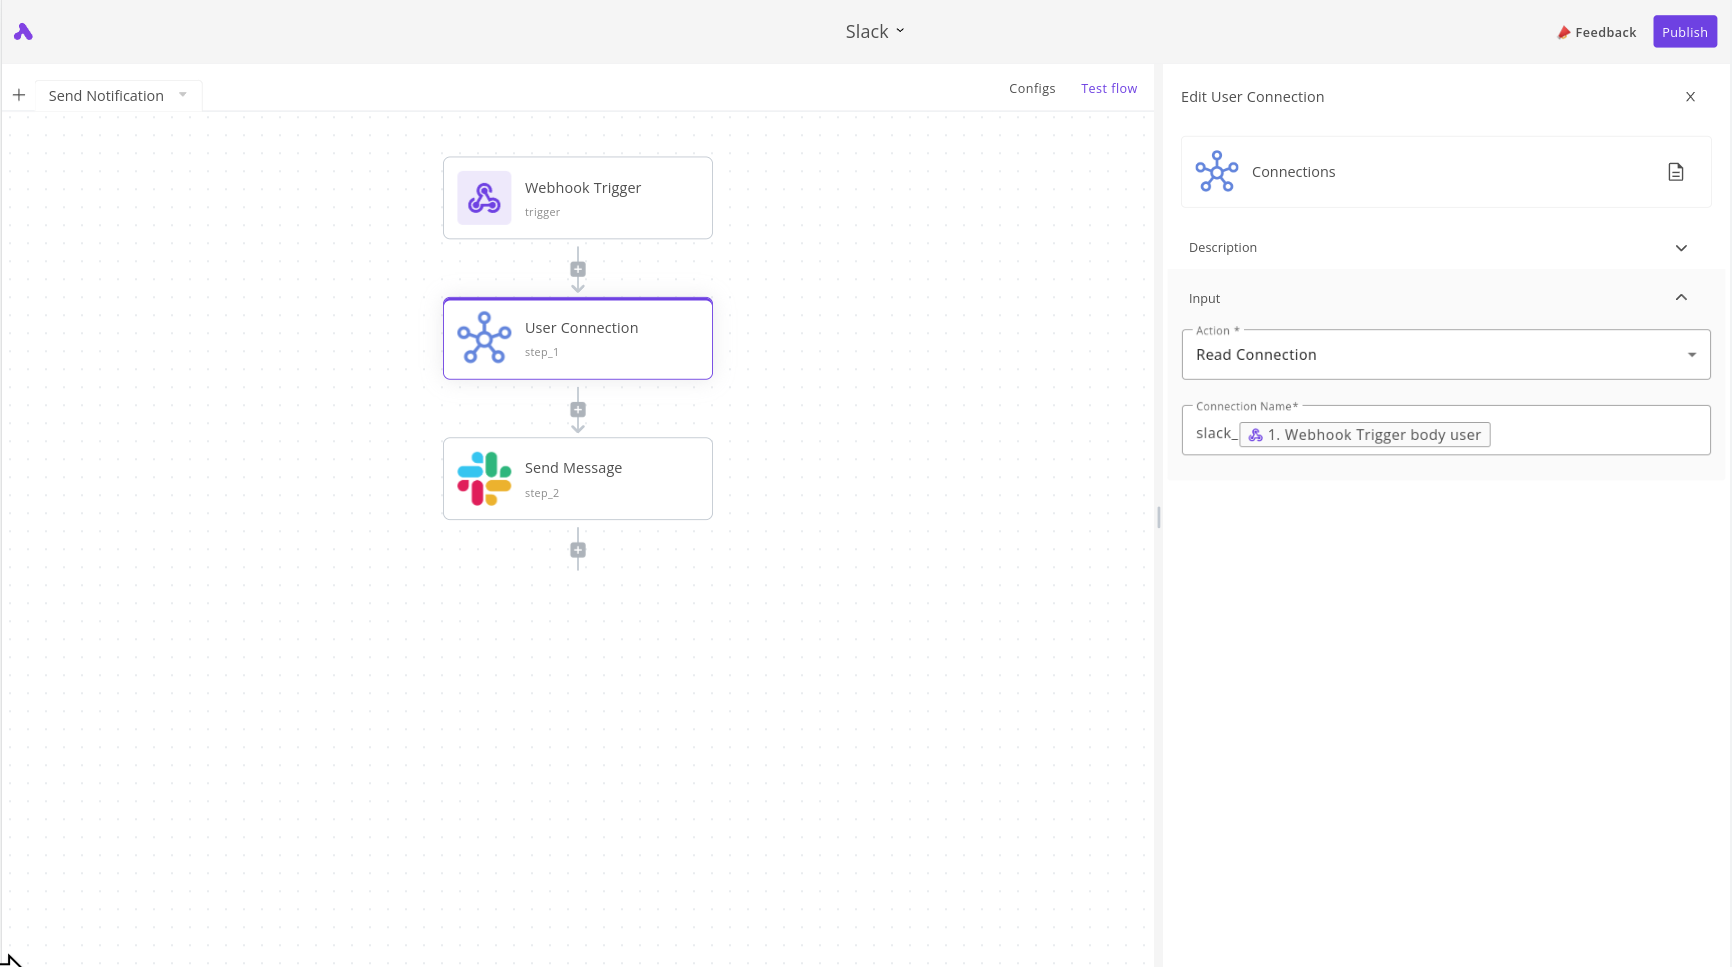 Slack
Feedback
Publish
Send Notification
Configs
Test flow
Webhook Trigger
trigger
User Connection
step_1
Send Message
step_2
Edit User Connection
Connections
Description
Input
Action *
Read Connection
Connection Name*
slack_ 1. Webhook Trigger body user